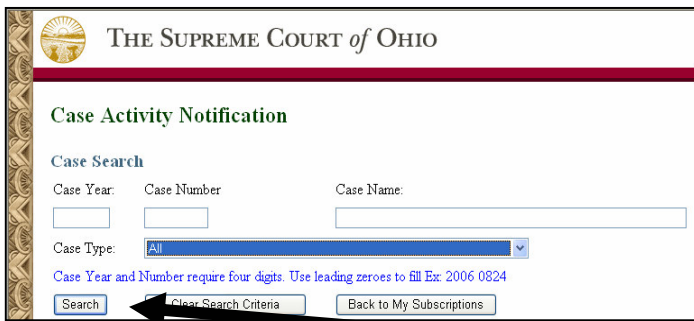 THE SUPREME COURT of OHIO
Case Activity Notification
Case Search
Case Year: Case Number Case Name:
Case Type: All
Case Year and Number require four digits. Use leading zeroes to fill Ex: 2006 0824
Search Clear Search Criteria Back to My Subscriptions